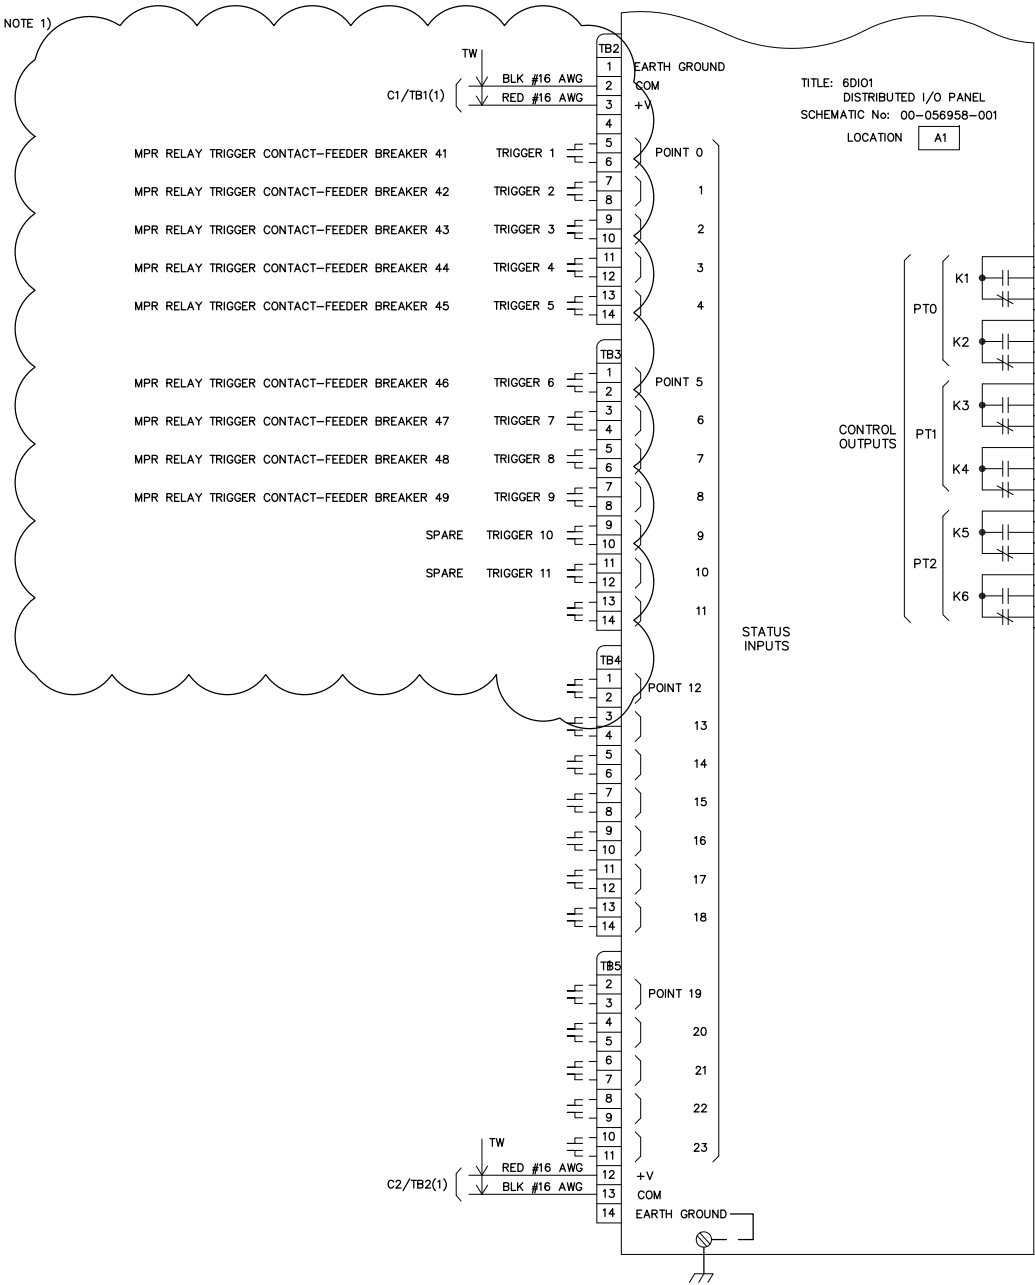 NOTE 1)
TB2
TW
1 EARTH GROUND
BLK #16 AWG 2 COM
C1/TB1(1)
RED #16 AWG 3 +V
4
TITLE: 6DIO1
DISTRIBUTED I/O PANEL
SCHEMATIC No: 00-056958-001
LOCATION A1
5
MPR RELAY TRIGGER CONTACT-FEEDER BREAKER 41 TRIGGER 1 POINT 0
6
7
MPR RELAY TRIGGER CONTACT-FEEDER BREAKER 42 TRIGGER 2 1
8
9
MPR RELAY TRIGGER CONTACT-FEEDER BREAKER 43 TRIGGER 3 2
10
11
MPR RELAY TRIGGER CONTACT-FEEDER BREAKER 44 TRIGGER 4 3
12
13
MPR RELAY TRIGGER CONTACT-FEEDER BREAKER 45 TRIGGER 5 4
14
TB3
1
MPR RELAY TRIGGER CONTACT-FEEDER BREAKER 46 TRIGGER 6 POINT 5
2
3
MPR RELAY TRIGGER CONTACT-FEEDER BREAKER 47 TRIGGER 7 6
4
5
MPR RELAY TRIGGER CONTACT-FEEDER BREAKER 48 TRIGGER 8 7
6
7
MPR RELAY TRIGGER CONTACT-FEEDER BREAKER 49 TRIGGER 9 8
8
9
SPARE TRIGGER 10 9
10
11
SPARE TRIGGER 11 10
12
13
11
14
STATUS
INPUTS
K1
PT0
K2
K3
CONTROL
OUTPUTS
PT1
K4
K5
PT2
K6
TB4
1
POINT 12
2
3
13
4
5
14
6
7
15
8
9
16
10
11
17
12
13
18
14
TB5
1
2
POINT 19
3
4
20
5
6
21
7
8
22
9
10
TW
23
11
RED #16 AWG 12 +V
C2/TB2(1)
BLK #16 AWG 13 COM
14 EARTH GROUND